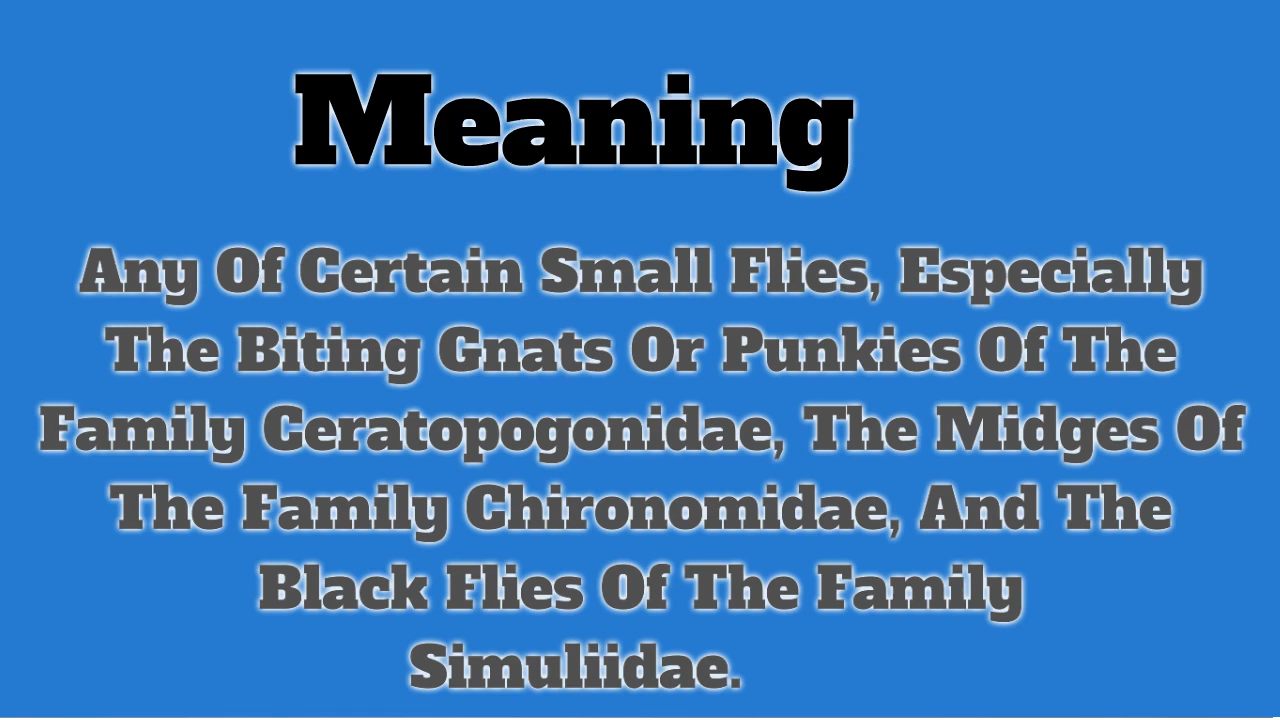 Meaning
Any Of Certain Small Flies, Especially
The Biting Gnats Or Punkies Of The
Family Ceratopogonidae, The Midges Of
The Family Chironomidae, And The
Black Flies Of The Family
Simuliidae.